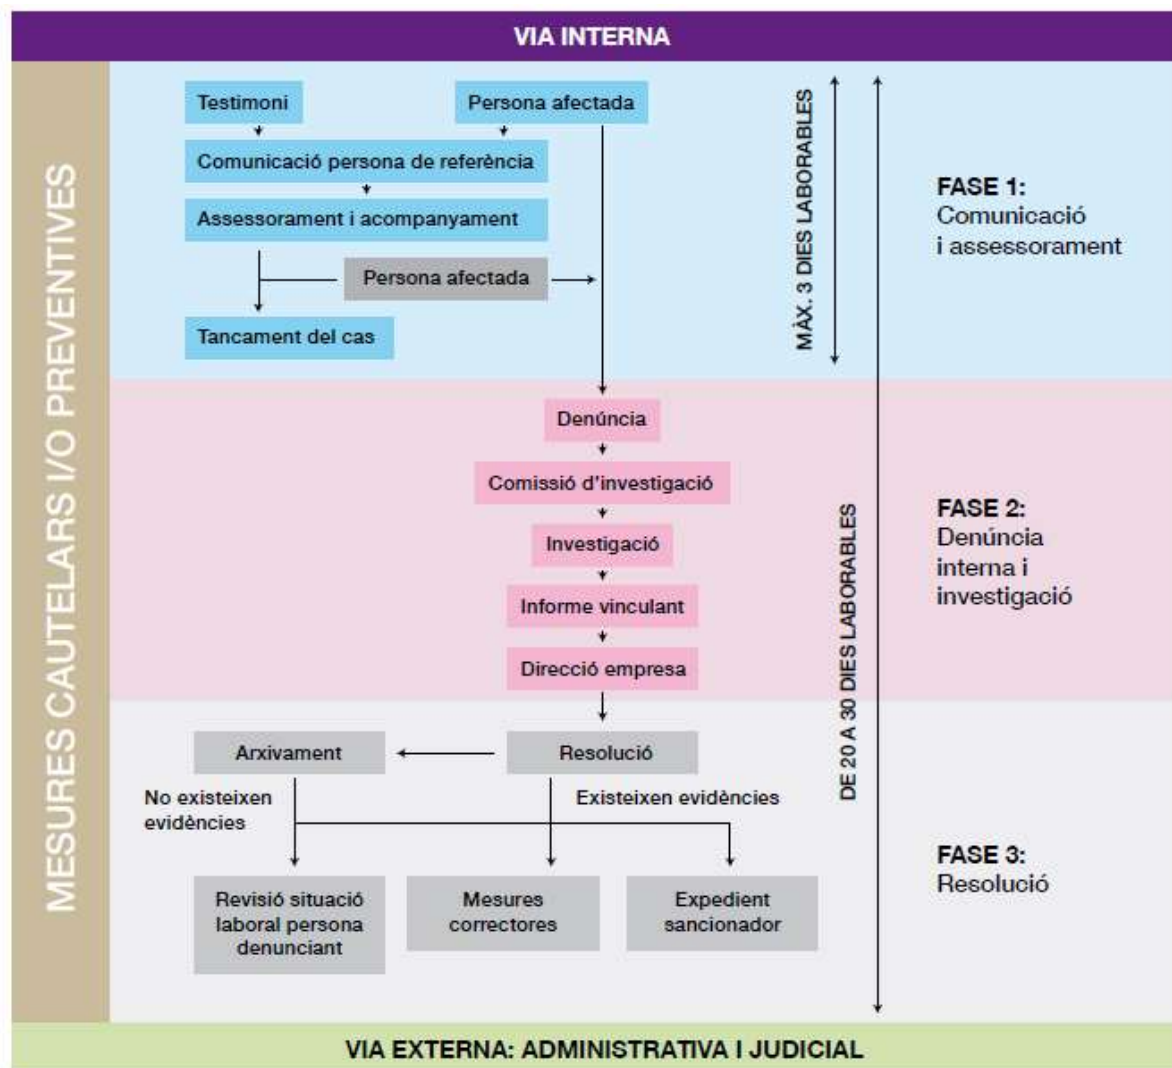 VIA INTERNA
MESURES CAUTELARS I/O PREVENTIVES
Testimoni
Persona afectada
Comunicació persona de referència
Assessorament i acompanyament
Persona afectada
Tancament del cas
MÀX. 3 DIES LABORABLES
FASE 1:
Comunicació
i assessorament
Denúncia
Comissió d'investigació
Investigació
Informe vinculant
Direcció empresa
DE 20 A 30 DIES LABORABLES
FASE 2:
Denúncia
interna i
investigació
Arxivament
Resolució
No existeixen
evidències
Existeixen evidències
Revisió situació
laboral persona
denunciant
Mesures
correctores
Expedient
sancionador
FASE 3:
Resolució
VIA EXTERNA: ADMINISTRATIVA I JUDICIAL